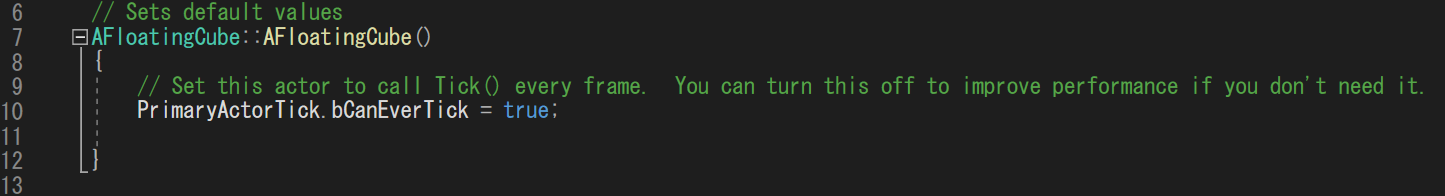 6 // Sets default values
7 AFloatingCube::AFloatingCube()
8 {
9 // Set this actor to call Tick() every frame.  You can turn this off to improve performance if you don't need it.
10 PrimaryActorTick.bCanEverTick = true;
11
12 }
13